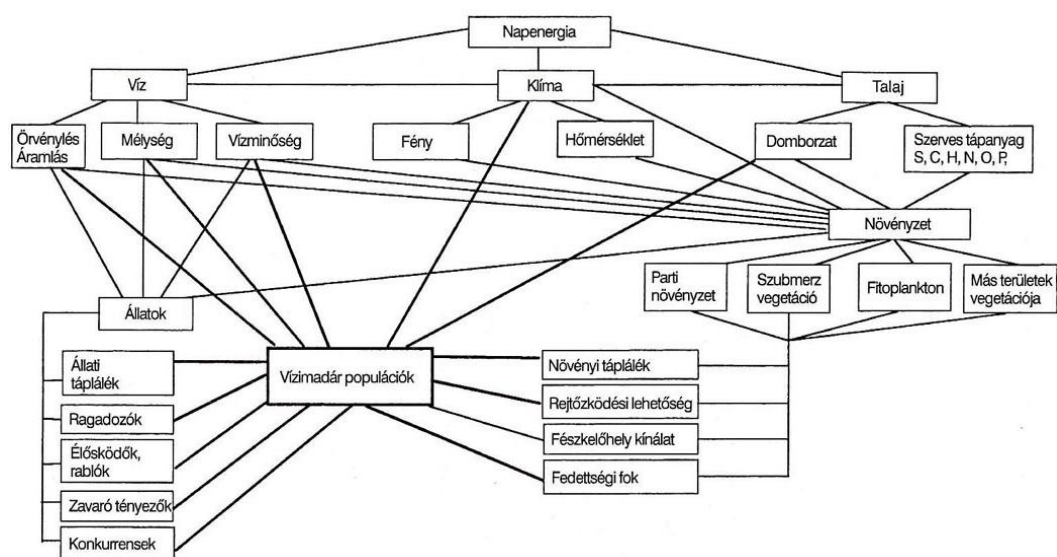 Napenergia
Víz
Klíma
Talaj
Örvénylés
Áramlás
Mélység
Vízminőség
Fény
Hőmérséklet
Domborzat
Szerves tápanyag
S, C, H, N, O, P,
Növényzet
Parti
növényzet
Szubmerz
vegetáció
Fitoplankton
Más területek
vegetációja
Állatok
Vízimadár populációk
Állati
táplálék
Ragadozók
Élősködők,
rablók
Zavaró tényezők
Konkurrensek
Növényi táplálék
Rejtőzködési lehetőség
Fészkelőhely kínálat
Fedettségi fok